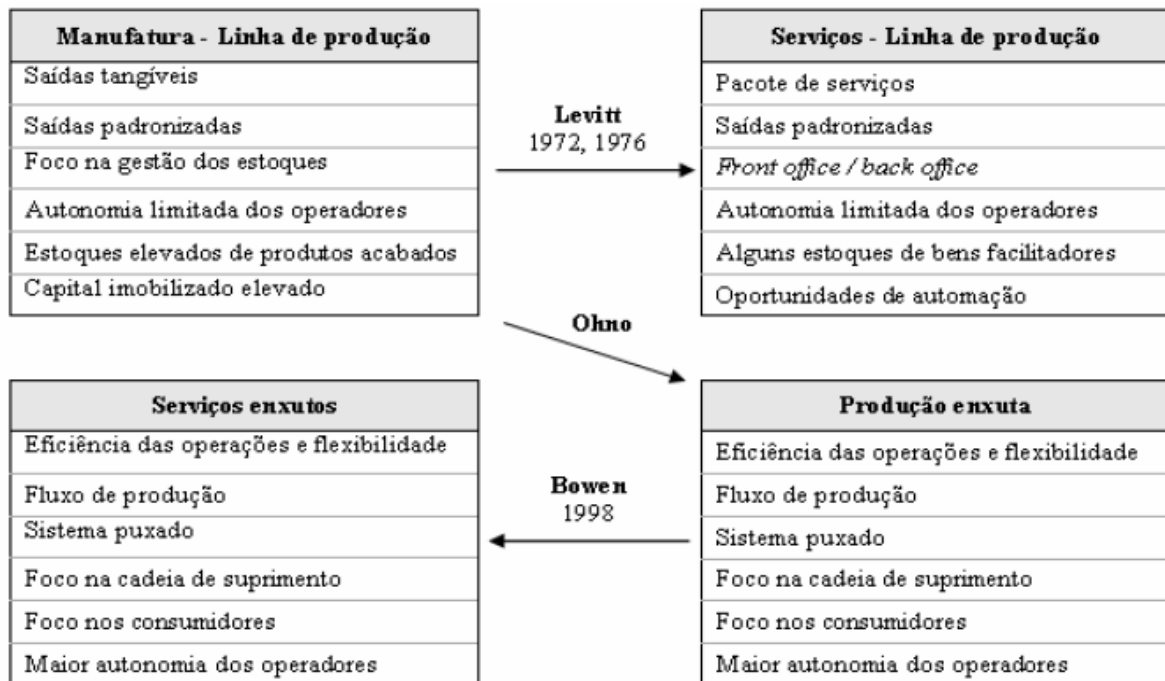 Manufatura - Linha de produção
Saídas tangíveis
Saídas padronizadas
Foco na gestão dos estoques
Autonomia limitada dos operadores
Estoques elevados de produtos acabados
Capital imobilizado elevado
Levitt
1972, 1976
Serviços - Linha de produção
Pacote de serviços
Saídas padronizadas
Front office / back office
Autonomia limitada dos operadores
Alguns estoques de bens facilitadores
Oportunidades de automação
Ohno
Serviços enxutos
Eficiência das operações e flexibilidade
Fluxo de produção
Sistema puxado
Foco na cadeia de suprimento
Foco nos consumidores
Maior autonomia dos operadores
Bowen
1998
Produção enxuta
Eficiência das operações e flexibilidade
Fluxo de produção
Sistema puxado
Foco na cadeia de suprimento
Foco nos consumidores
Maior autonomia dos operadores